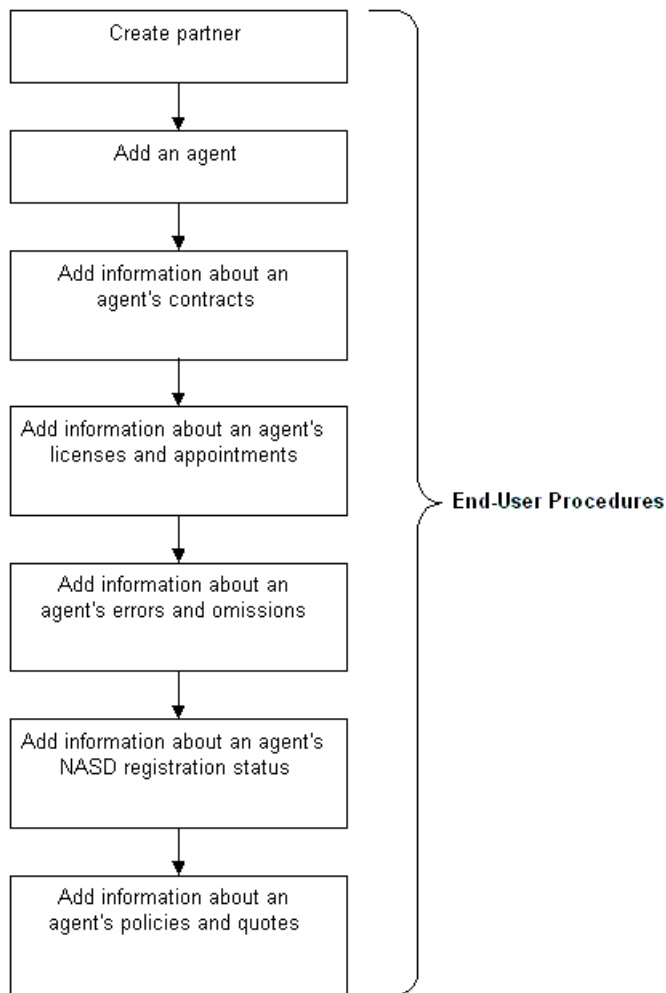 Create partner
Add an agent
Add information about an
agent's contracts
Add information about an agent's
licenses and appointments
End-User Procedures
Add information about an
agent's errors and omissions
Add information about an agent's
NASD registration status
Add information about an
agent's policies and quotes